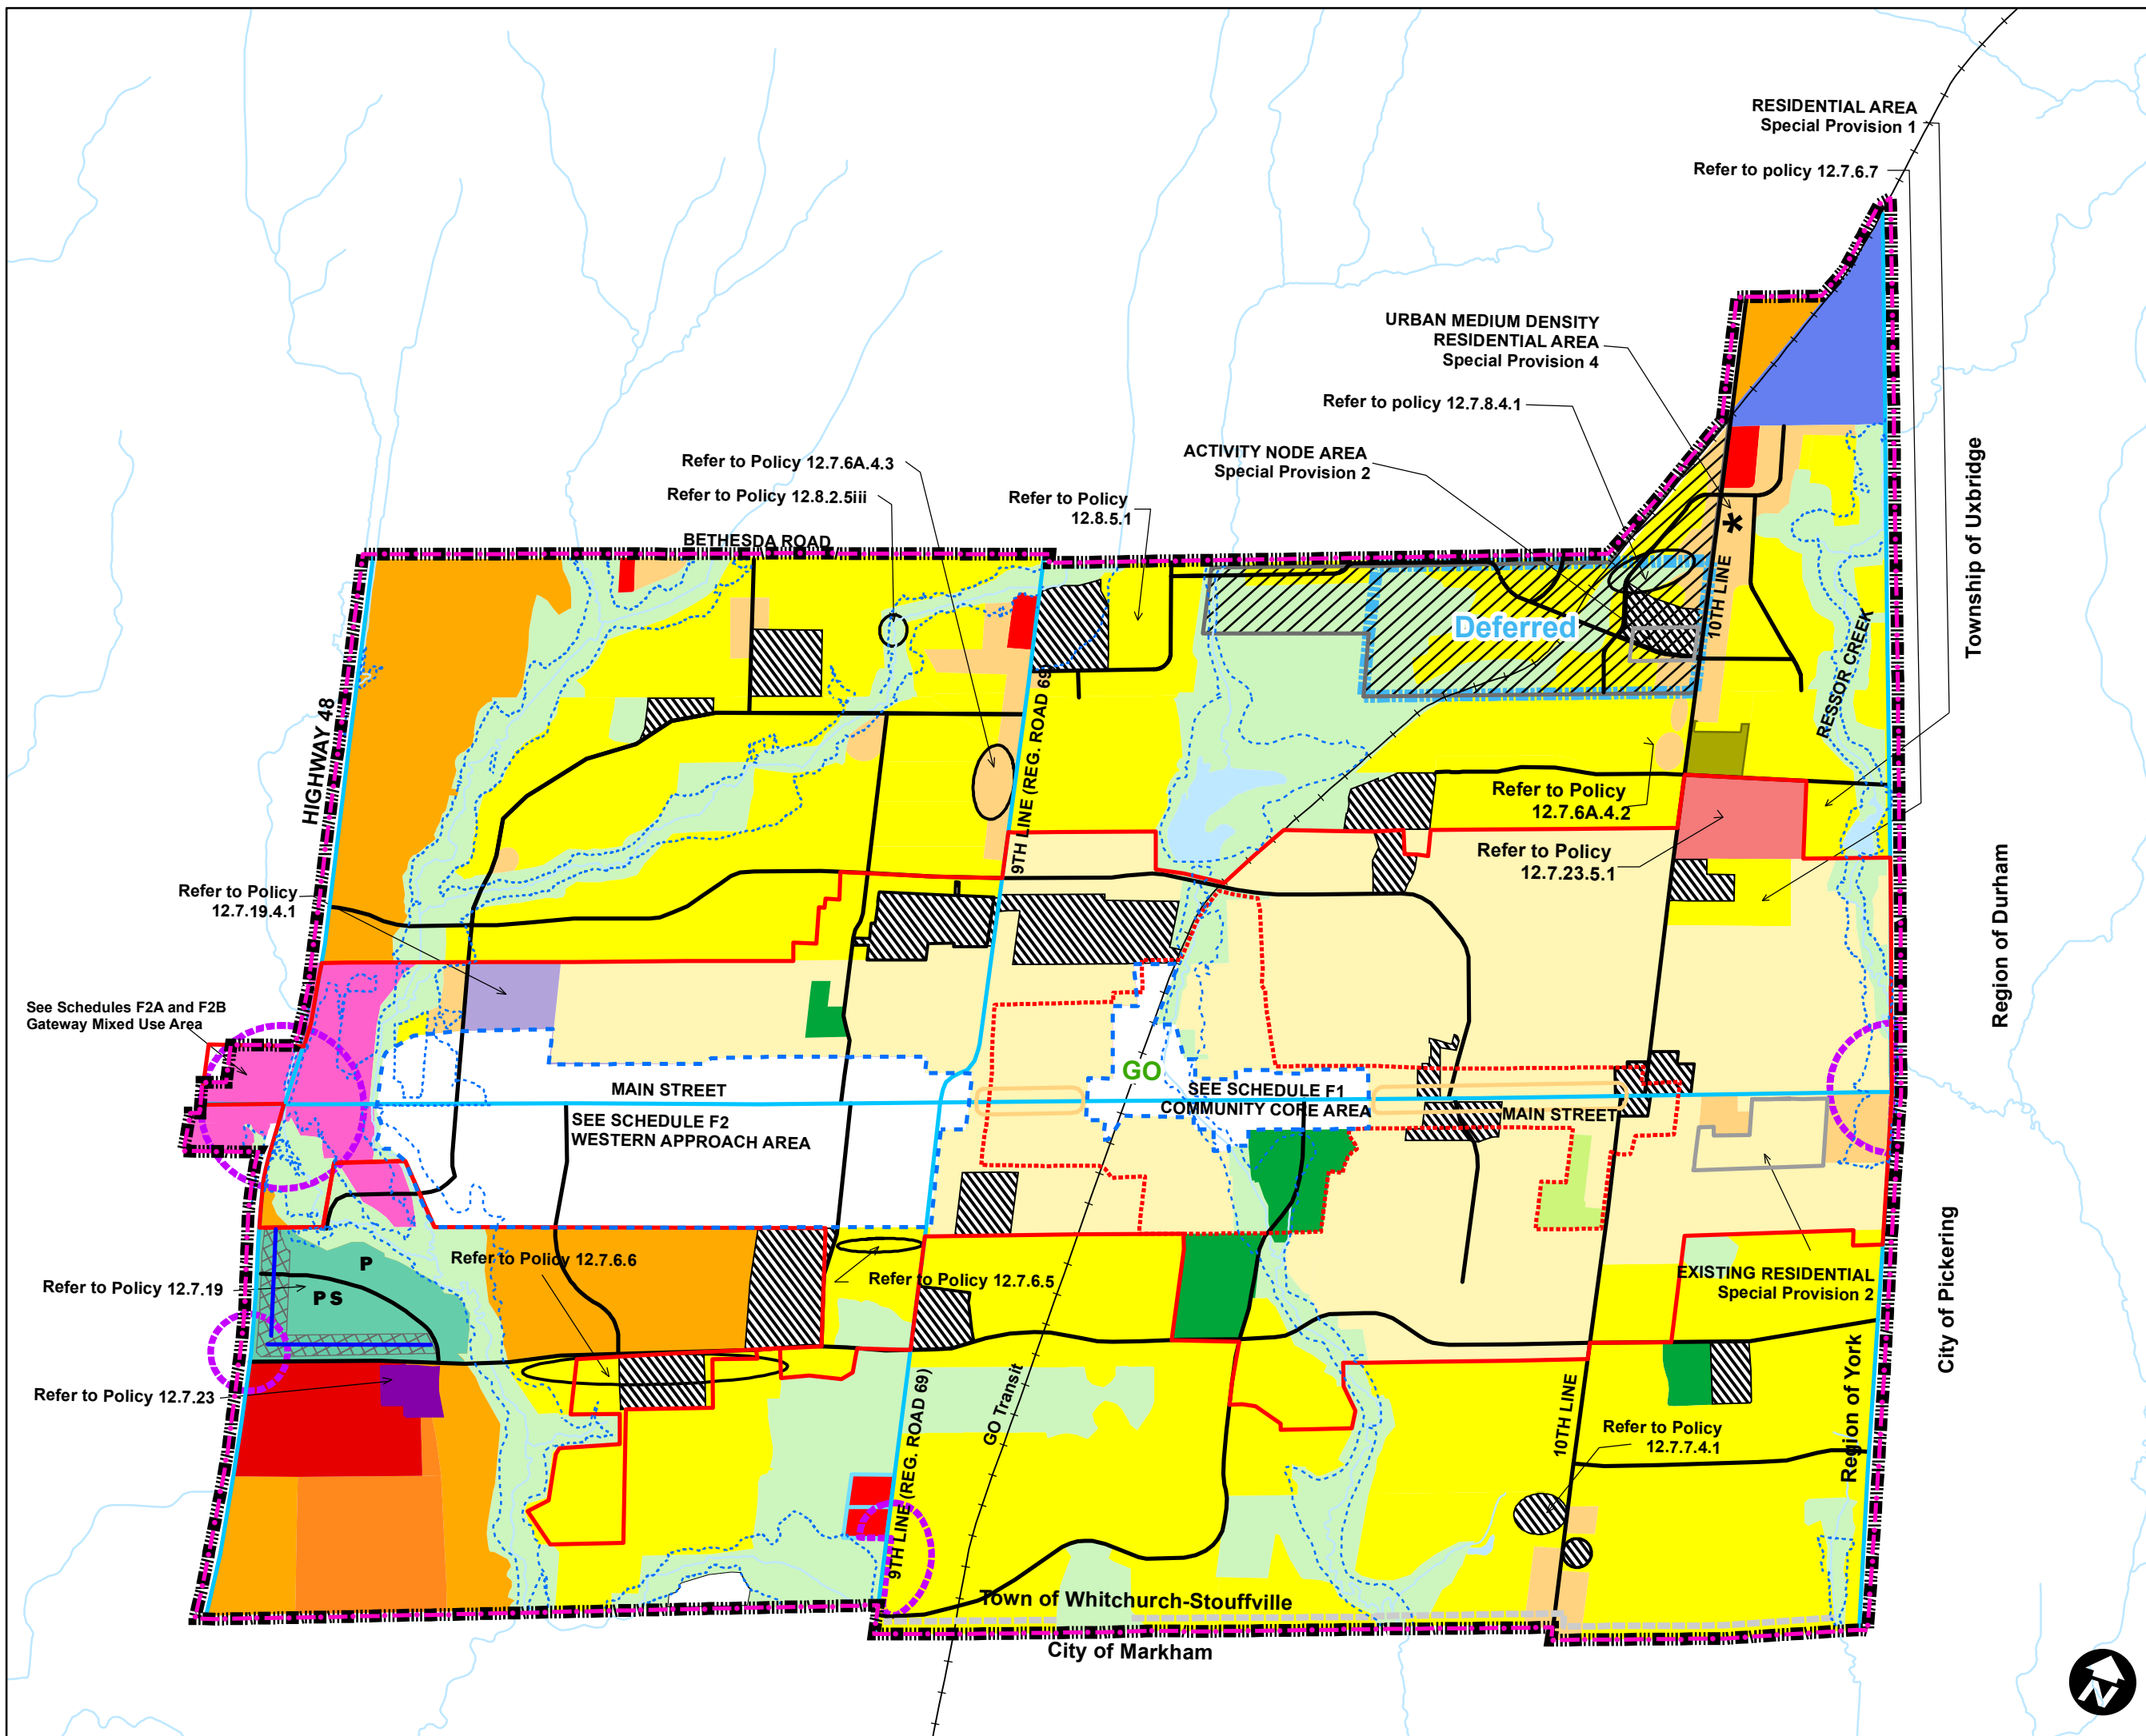 RESIDENTIAL AREA
Special Provision 1
Refer to policy 12.7.6.7
URBAN MEDIUM DENSITY
RESIDENTIAL AREA
Special Provision 4
Refer to policy 12.7.8.4.1
ACTIVITY NODE AREA
Special Provision 2
Refer to Policy 12.7.6A.4.3
Refer to Policy 12.8.2.5iii
Refer to Policy
12.8.5.1
BETHESDA ROAD
Township of Uxbridge
*
10TH LINE
Deferred
RESSOR CREEK
HIGHWAY 48
9TH LINE (REG. ROAD 69)
Refer to Policy
12.7.6A.4.2
Refer to Policy
12.7.23.5.1
Refer to Policy
12.7.19.4.1
Region of Durham
See Schedules F2A and F2B
Gateway Mixed Use Area
GO
MAIN STREET
SEE SCHEDULE F1
COMMUNITY CORE AREA
MAIN STREET
SEE SCHEDULE F2
WESTERN APPROACH AREA
P
PS
Refer to Policy 12.7.6.6
Refer to Policy 12.7.6.5
Refer to Policy 12.7.19
EXISTING RESIDENTIAL
Special Provision 2
City of Pickering
Refer to Policy 12.7.23
GO Transit
9TH LINE (REG. ROAD 69)
10TH LINE
Refer to Policy
12.7.7.4.1
Region of York
Town of Whitchurch-Stouffville
City of Markham
N